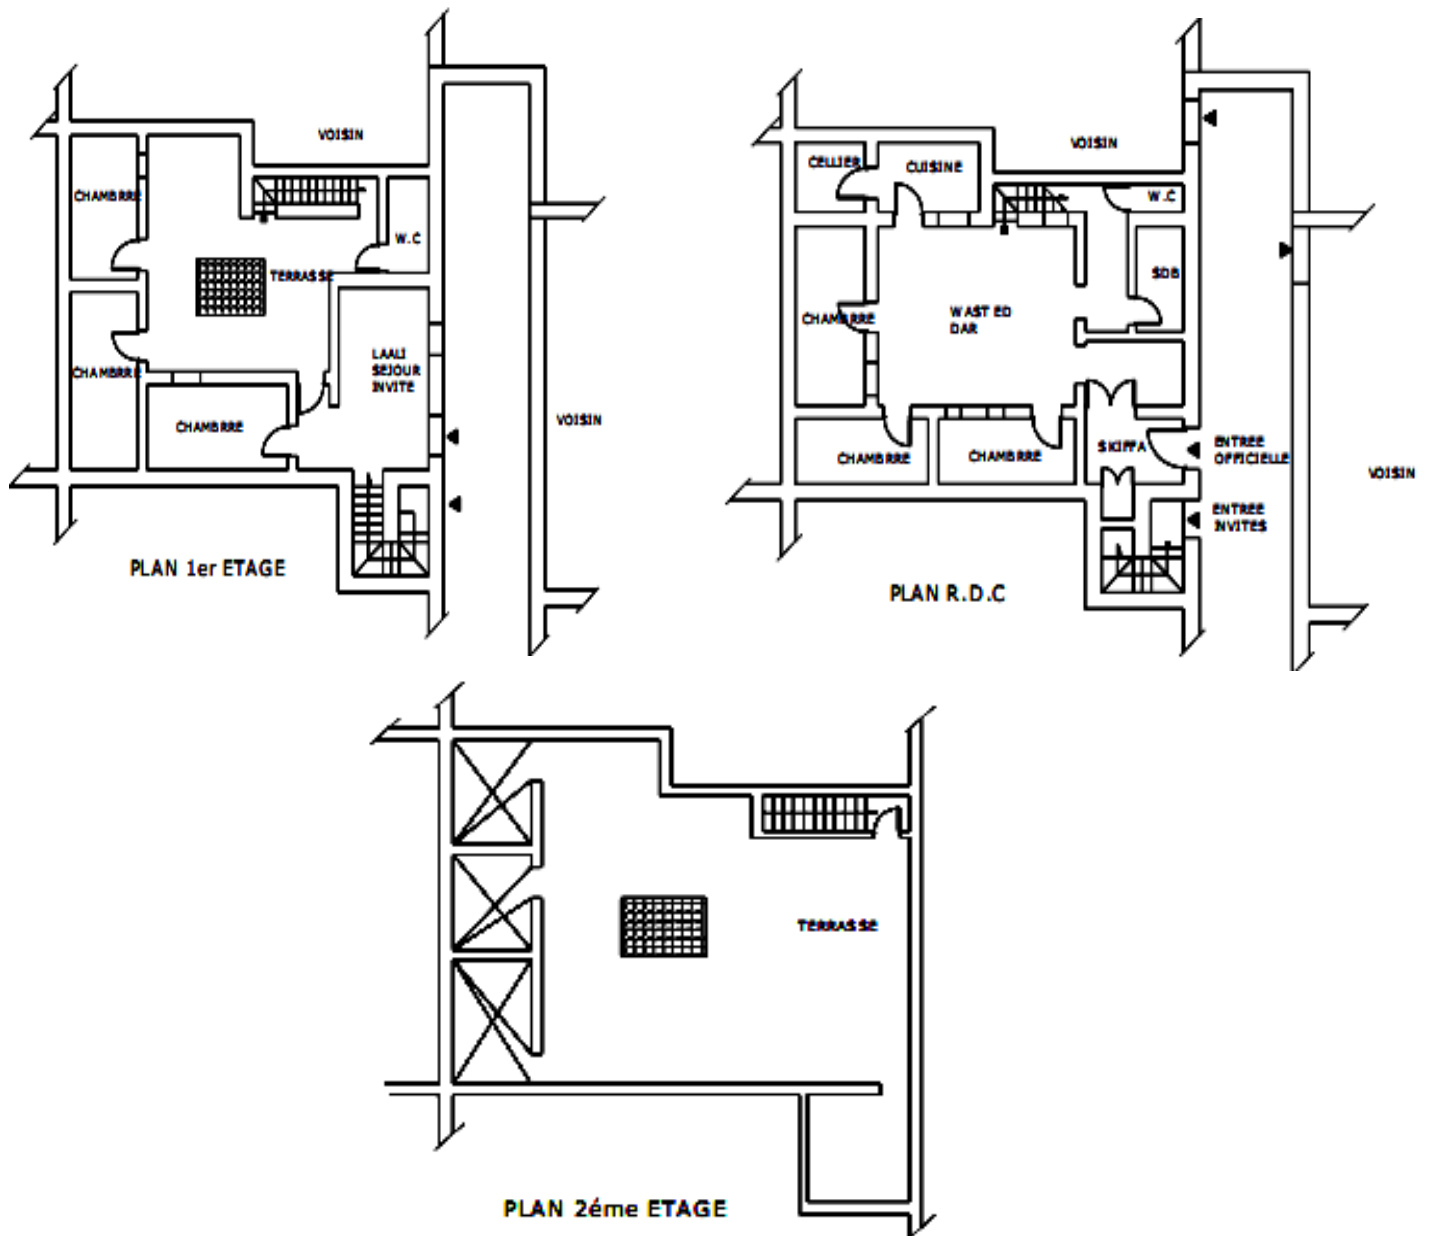 VOISIN
CHAMBRRE
W.C
TERRASSE
LAALI
SEJOUR
INVITE
CHAMBRRE
CHAMBRRE
VOISIN
PLAN 1er ETAGE
VOISIN
CELLIER
CUISINE
W.C
SDB
WAST ED
DAR
CHAMBRRE
CHAMBRRE
CHAMBRRE
SKIFFA
ENTREE
OFFICIELLE
VOISIN
ENTREE
INVITES
PLAN R.D.C
TERRASSE
PLAN 2éme ETAGE